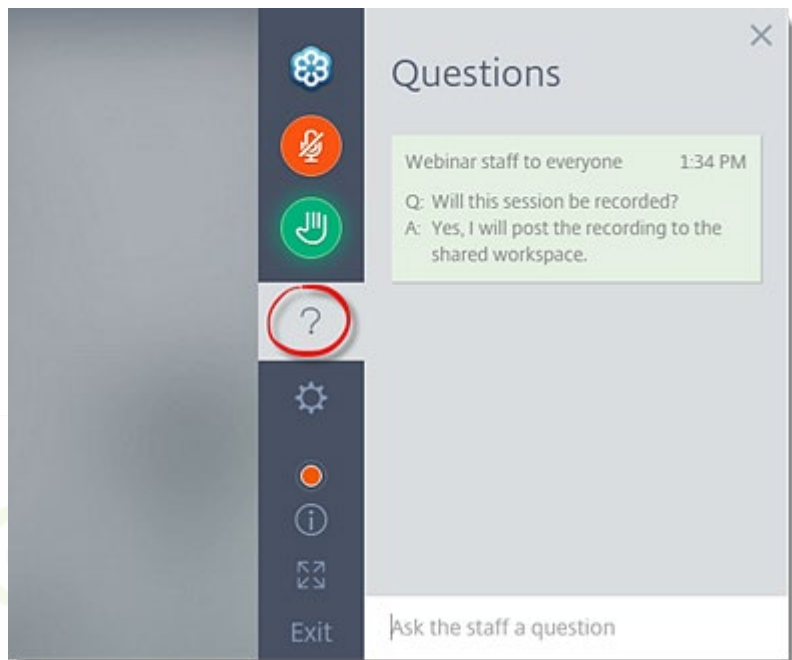 Questions
Webinar staff to everyone 1:34 PM
Q: Will this session be recorded?
A: Yes, I will post the recording to the
shared workspace.
?
Exit
Ask the staff a question